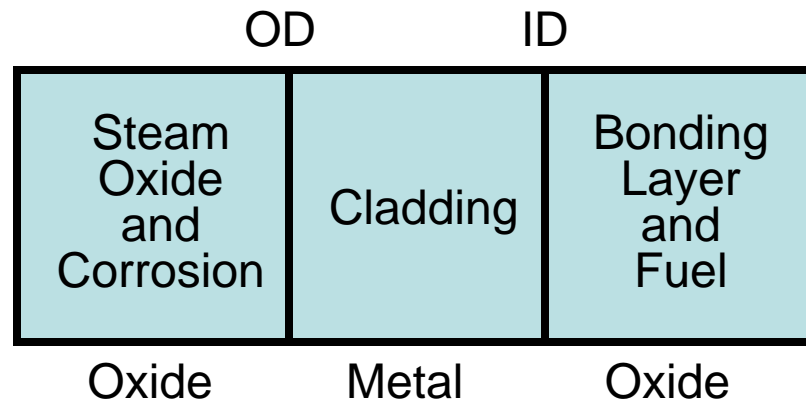 OD ID
Steam
Oxide
and
Corrosion
Cladding
Bonding
Layer
and
Fuel
Oxide Metal Oxide